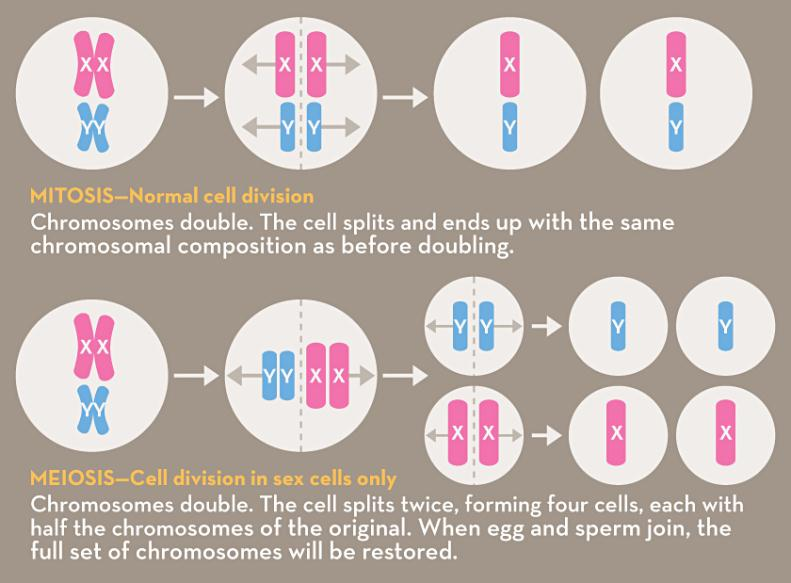 X X
X X
X
X
Y Y
Y Y
Y
Y
MITOSIS—Normal cell division
Chromosomes double. The cell splits and ends up with the same
chromosomal composition as before doubling.
X X
Y Y
Y Y X X
Y Y
Y
Y
X X
X
X
MEIOSIS—Cell division in sex cells only
Chromosomes double. The cell splits twice, forming four cells, each with
half the chromosomes of the original. When egg and sperm join, the
full set of chromosomes will be restored.